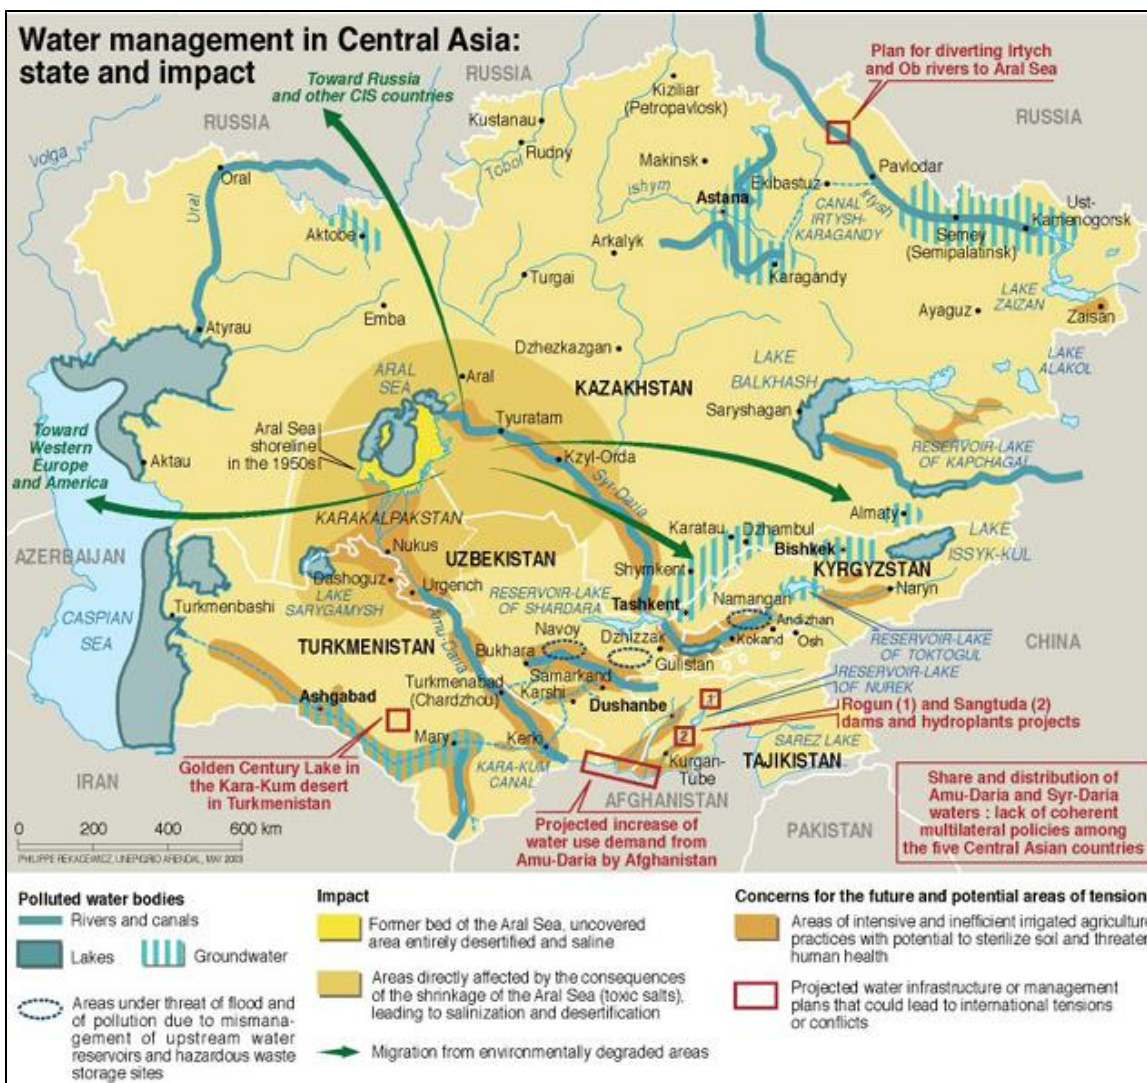 Water management in Central Asia:
state and impact
Toward Russia
and other CIS countries
RUSSIA
Plan for diverting Irtych
and Ob rivers to Aral Sea
RUSSIA
RUSSIA
Kiziliar
(Petropavlosk)
Kustanau
Rudny
Tobol
Volga
Oral
Ural
Makinsk
Ishym
Ekibastuz
Pavlodar
Astana
CANAL
IRTYSH-
KARAGANDY
Irtysh
Ust-
Kamenogorsk
Semey
(Semipalatinsk)
Aktobe
Arkalyk
Karagandy
Turgai
LAKE
ZAIZAN
Zaisan
Ayaguz
Emba
Atyrau
Dzhezkazgan
LAKE
BALKHASH
LAKE
ALAKOL
ARAL
SEA
Aral
KAZAKHSTAN
Saryshagan
Tyuratam
Aral Sea
shoreline
in the 1950s
Toward
Western
Europe
and America
Aktau
Kzyl-Orda
RESERVOIR-LAKE
OF KAPCHAGAI
Syr-Daria
Almaty
KARAKALPAKSTAN
Karatau
Dzhambul
Bishkek
LAKE
ISSYK-KUL
AZERBAIJAN
Nukus
UZBEKISTAN
Shymkent
KYRGYZSTAN
Dashoguz
Urgench
LAKE
SARYGAMYSH
RESERVOIR-LAKE
OF SHARDARA
Tashkent
Namangan
Naryn
CASPIAN
SEA
Turkmenbashi
Amu-Daria
Navoy
Dzhizzak
Kokand
Andizhan
Osh
CHINA
TURKMENISTAN
Bukhara
Gulistan
RESERVOIR-LAKE
OF TOKTOGUL
Samarkand
Karshi
RESERVOIR-LAKE
OF NUREK
Turkmenabad
(Chardzhou)
Ashgabad
Dushanbe
1
2
Rogun (1) and Sangtuda (2)
dams and hydroplants projects
Mary
Kerki
SAREZ LAKE
Golden Century Lake in
the Kara-Kum desert
in Turkmenistan
KARA-KUM
CANAL
Kurgan-
Tube
TAJIKISTAN
IRAN
AFGHANISTAN
Share and distribution of
Amu-Daria and Syr-Daria
waters : lack of coherent
multilateral policies among
the five Central Asian countries
Projected increase of
water use demand from
Amu-Daria by Afghanistan
PAKISTAN
0 200 400 600 km
PHILIPPE REKACEWICZ, UNEP/GRID ARENDAL, MAY 2003
Polluted water bodies
Rivers and canals
Lakes
Groundwater
Areas under threat of flood and
of pollution due to mismana-
gement of upstream water
reservoirs and hazardous waste
storage sites
Impact
Former bed of the Aral Sea, uncovered
area entirely desertified and saline
Areas directly affected by the consequences
of the shrinkage of the Aral Sea (toxic salts),
leading to salinization and desertification
Migration from environmentally degraded areas
Concerns for the future and potential areas of tension
Areas of intensive and inefficient irrigated agriculture
practices with potential to sterilize soil and threaten
human health
Projected water infrastructure or management
plans that could lead to international tensions
or conflicts